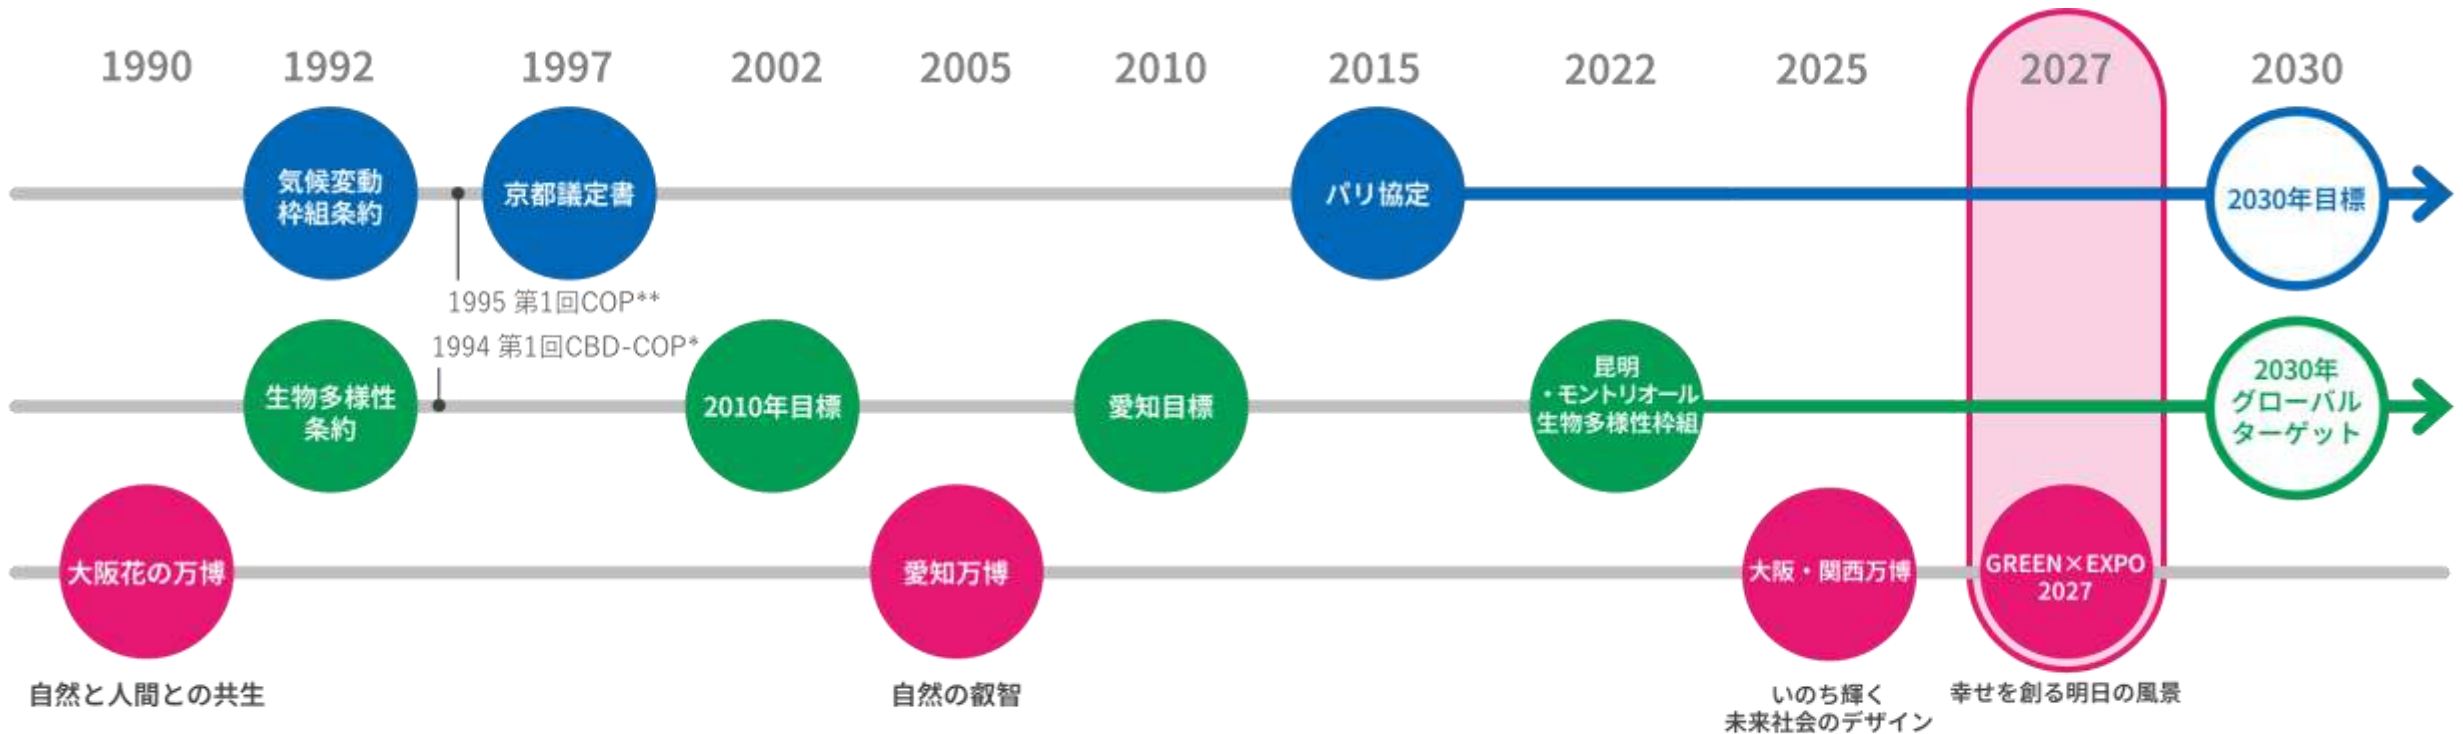 1990 1992 1997 2002 2005 2010 2015 2022 2025 2027 2030
気候変動
枠組条約
京都議定書
パリ協定
2030年目標
1995 第1回COP**
1994 第1回CBD-COP*
生物多様性
条約
2010年目標
愛知目標
昆明
・モントリオール
生物多様性枠組
2030年
グローバル
ターゲット
大阪花の万博
愛知万博
大阪・関西万博
GREEN×EXPO
2027
自然と人間との共生
自然の叡智
いのち輝く
未来社会のデザイン
幸せを創る明日の風景